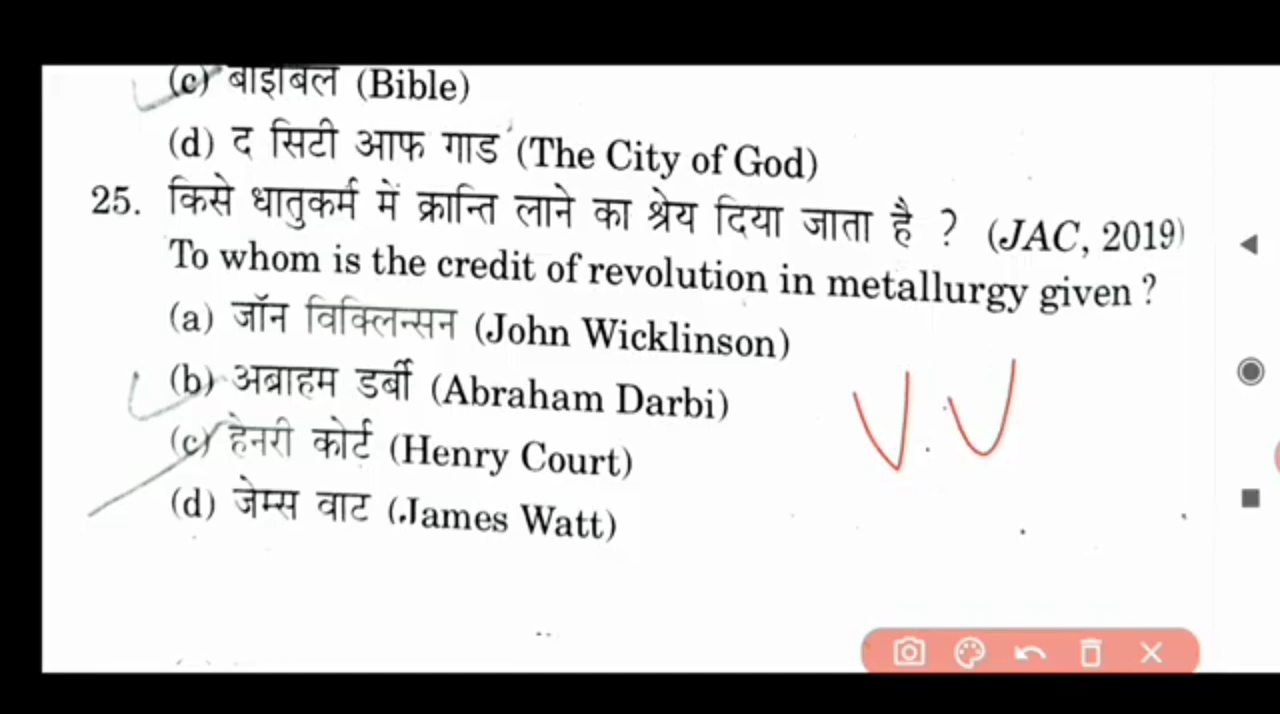 (c) बाइबिल (Bible)
(d) द सिटी आफ गाड (The City of God)
25. किसे धातुकर्म में क्रान्ति लाने का श्रेय दिया जाता है ? (JAC, 2019)
To whom is the credit of revolution in metallurgy given ?
(a) जॉन विक्लिन्सन (John Wicklinson)
(b) अब्राहम डर्बी (Abraham Darbi)
(c) हेनरी कोर्ट (Henry Court)
(d) जेम्स वाट (James Watt)
V.V